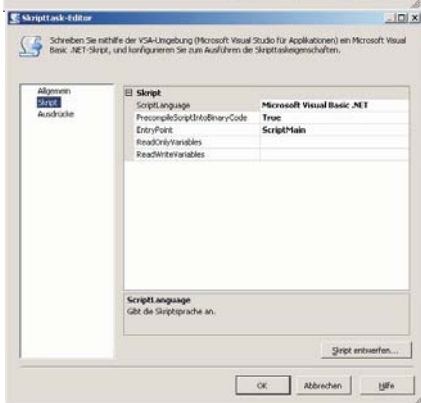 Skripttask-Editor
Schreiben Sie mithilfe der VSA-Umgebung (Microsoft Visual Studio für Applikationen) ein Microsoft Visual
Basic .NET-Skript, und konfigurieren Sie zum Ausführen die Skripttaskeigenschaften.
Allgemein
Skript
Ausdrücke
Skript
ScriptLanguage Microsoft Visual Basic .NET
PrecompileScriptIntoBinaryCode True
EntryPoint ScriptMain
ReadOnlyVariables
ReadWriteVariables
ScriptLanguage
Gibt die Skriptsprache an.
Skript entwerfen...
OK Abbrechen Hilfe